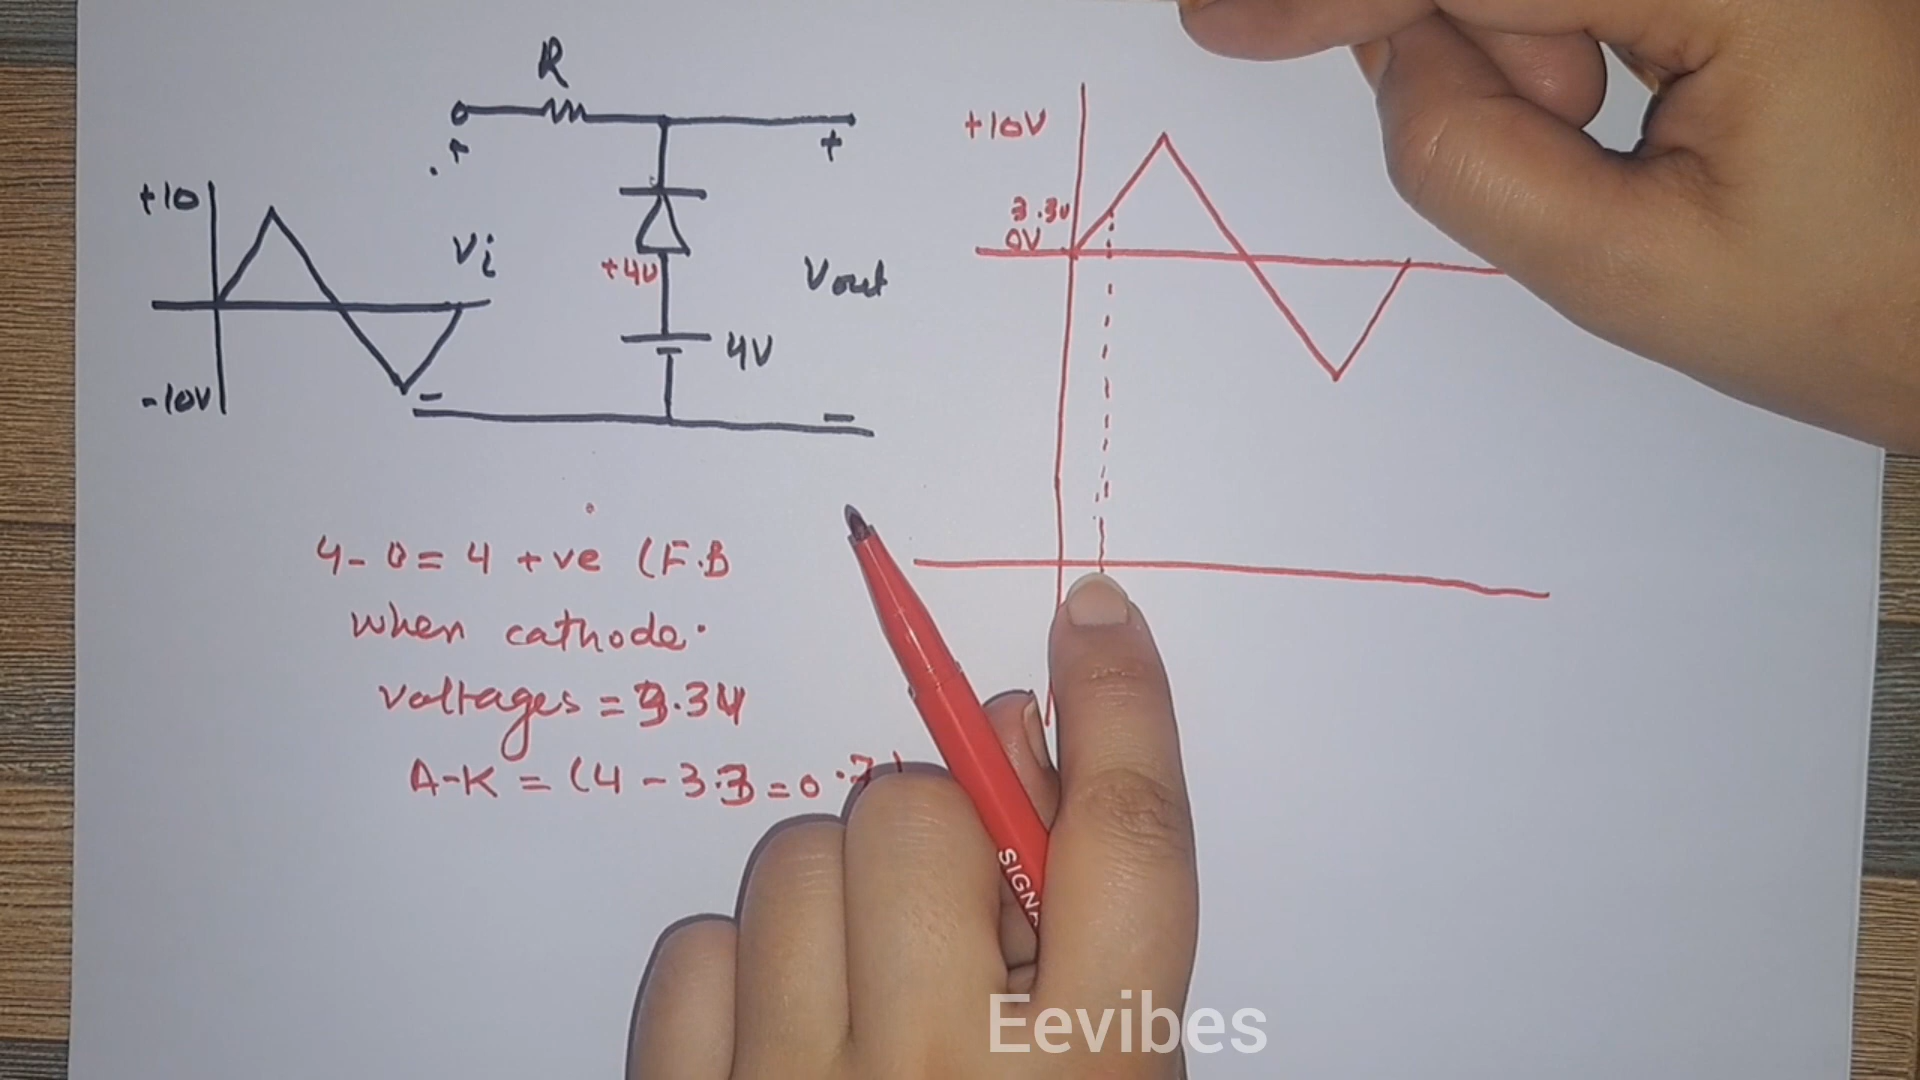 R
+
+
+10
Vi
+4V
Vout
4V
-10V
-
-
+10V
3.3V
0V
4-0=4 +ve (F.B
when cathode.
voltages = 3.3V
A-K = (4-3.3=0.7)
SIGN
Eevibes